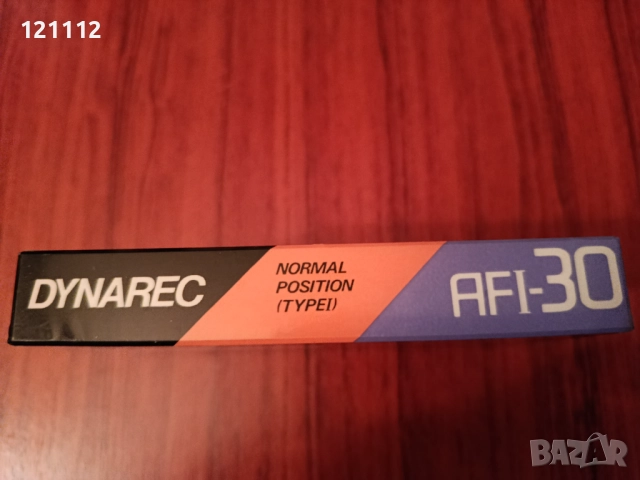 121112
DYNAREC
NORMAL
POSITION
(TYPEI)
AFI-30
BAZAR